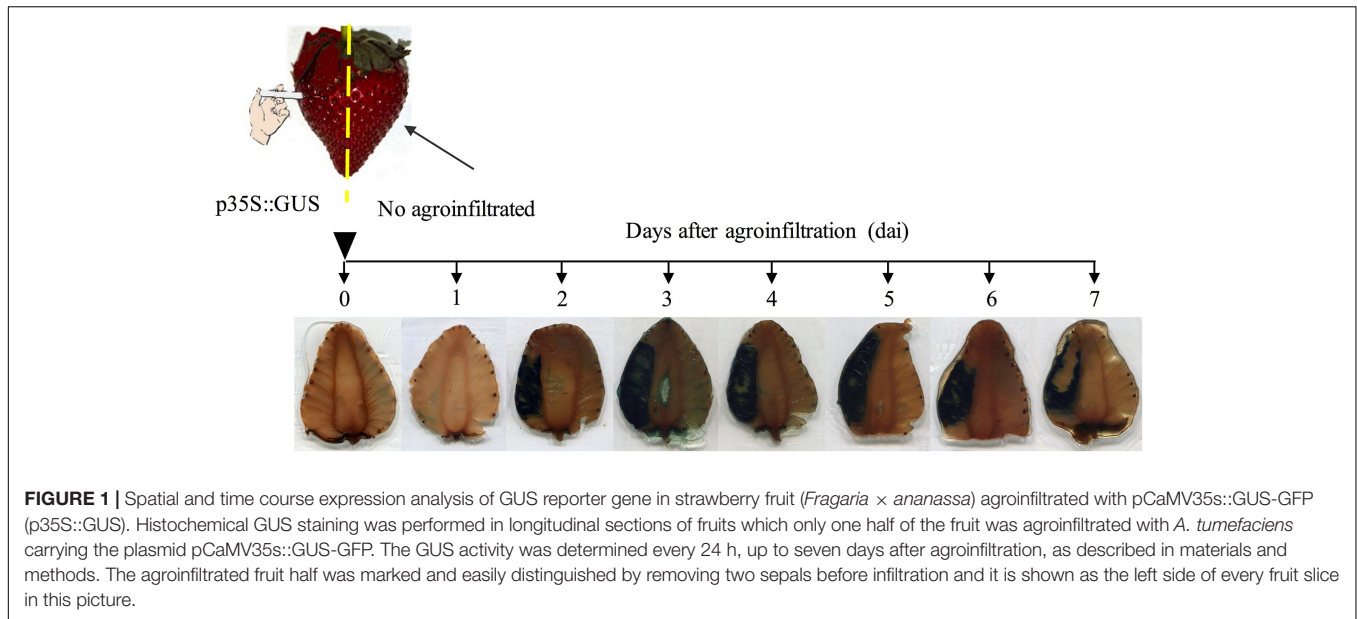 p35S::GUS
No agroinfiltrated
Days after agroinfiltration (dai)
0 1 2 3 4 5 6 7
FIGURE 1 | Spatial and time course expression analysis of GUS reporter gene in strawberry fruit (Fragaria × ananassa) agroinfiltrated with pCaMV35s::GUS-GFP
(p35S::GUS). Histochemical GUS staining was performed in longitudinal sections of fruits which only one half of the fruit was agroinfiltrated with A. tumefaciens
carrying the plasmid pCaMV35s::GUS-GFP. The GUS activity was determined every 24 h, up to seven days after agroinfiltration, as described in materials and
methods. The agroinfiltrated fruit half was marked and easily distinguished by removing two sepals before infiltration and it is shown as the left side of every fruit slice
in this picture.